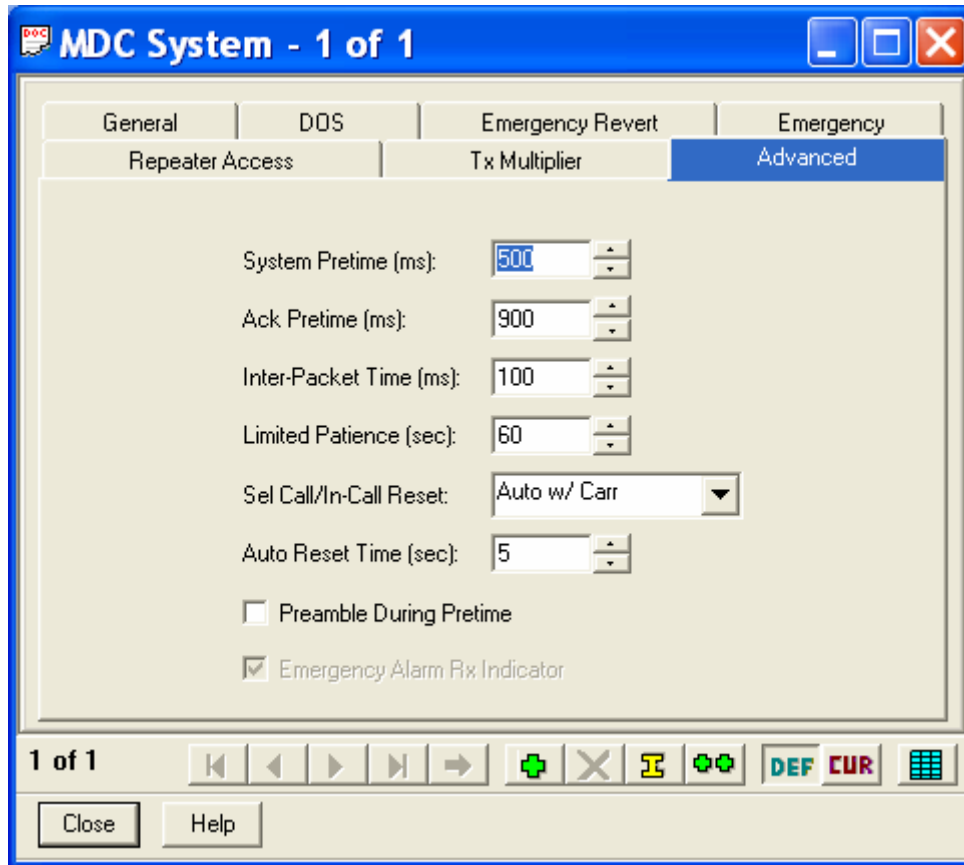 DOC
MDC System - 1 of 1
General DOS Emergency Revert Emergency
Repeater Access Tx Multiplier Advanced
System Pretime (ms): 500
Ack Pretime (ms): 900
Inter-Packet Time (ms): 100
Limited Patience (sec): 60
Sel Call/In-Call Reset: Auto w/ Carr
Auto Reset Time (sec): 5
Preamble During Pretime
Emergency Alarm Rx Indicator
1 of 1 DEF CUR
Close Help